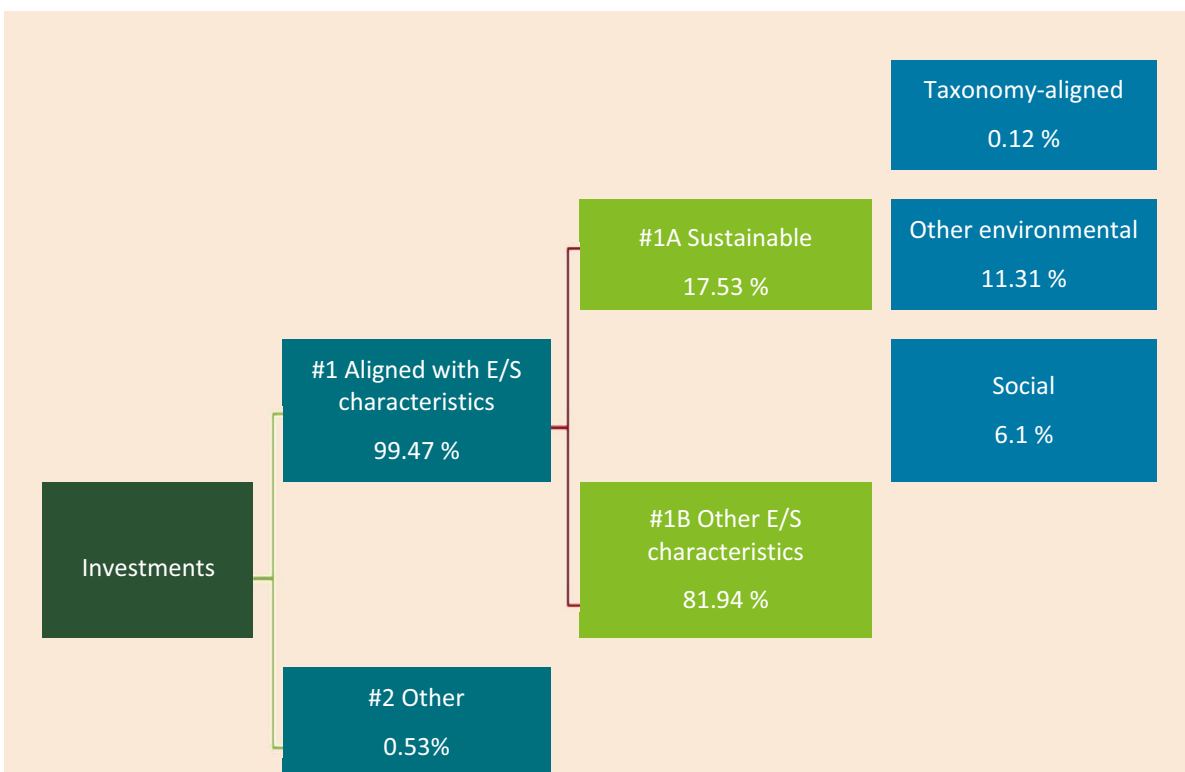 Taxonomy-aligned
0.12 %
#1A Sustainable
17.53 %
Other environmental
11.31 %
#1 Aligned with E/S
characteristics
99.47 %
Social
6.1 %
Investments
#1B Other E/S
characteristics
81.94 %
#2 Other
0.53%